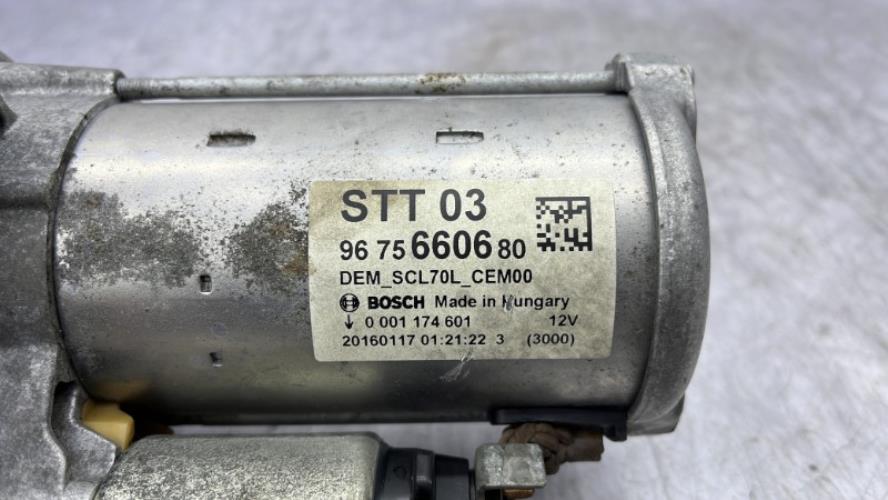 STT 03
96 75 6606 80
DEM_SCL70L_CEM00
BOSCH Made in Hungary
0 001 174 601 12V
20160117 01:21:22 3 (3000)